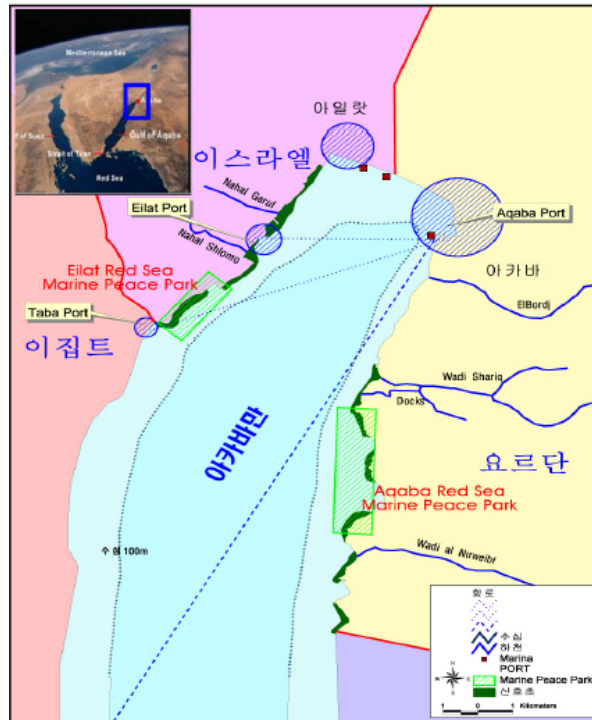 Mediterranean Sea
Gulf of Aqaba
Strait of Tiran
Red Sea
아일랏
이스라엘
Nahal Garuf
Eilat Port
Aqaba Port
Nahal Shlomo
아카바
Eilat Red Sea
Marine Peace Park
ElBordj
Taba Port
이집트
Wadi Shariq
Docks
아카바만
요르단
Aqaba Red Sea
Marine Peace Park
수심 100m
Wadi al Nuweibi
항로
수심
하천
Marina
PORT
Marine Peace Park
산호초
N
1 0 1 Kilometers